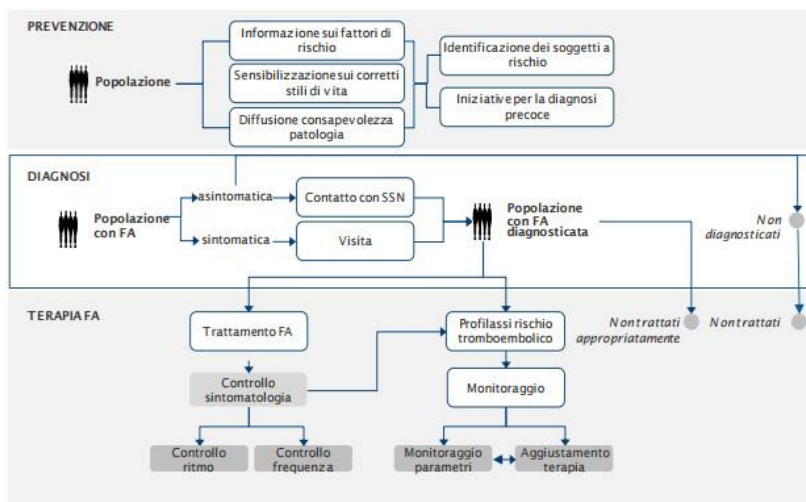 PREVENZIONE
Popolazione
Informazione sui fattori di
rischio
Sensibilizzazione sui corretti
stili di vita
Diffusione consapevolezza
patologia
Identificazione dei soggetti a
rischio
Iniziative per la diagnosi
precoce
DIAGNOSI
Popolazione
con FA
asintomatica
sintomatica
Contatto con SSN
Visita
Popolazione
con FA
diagnosticata
Non
diagnosticati
TERAPIA FA
Trattamento FA
Profilassi rischio
tromboembolico
Non trattati
appropriatamente
Non trattati
Controllo
sintomatologia
Monitoraggio
Controllo
ritmo
Controllo
frequenza
Monitoraggio
parametri
Aggiustamento
terapia